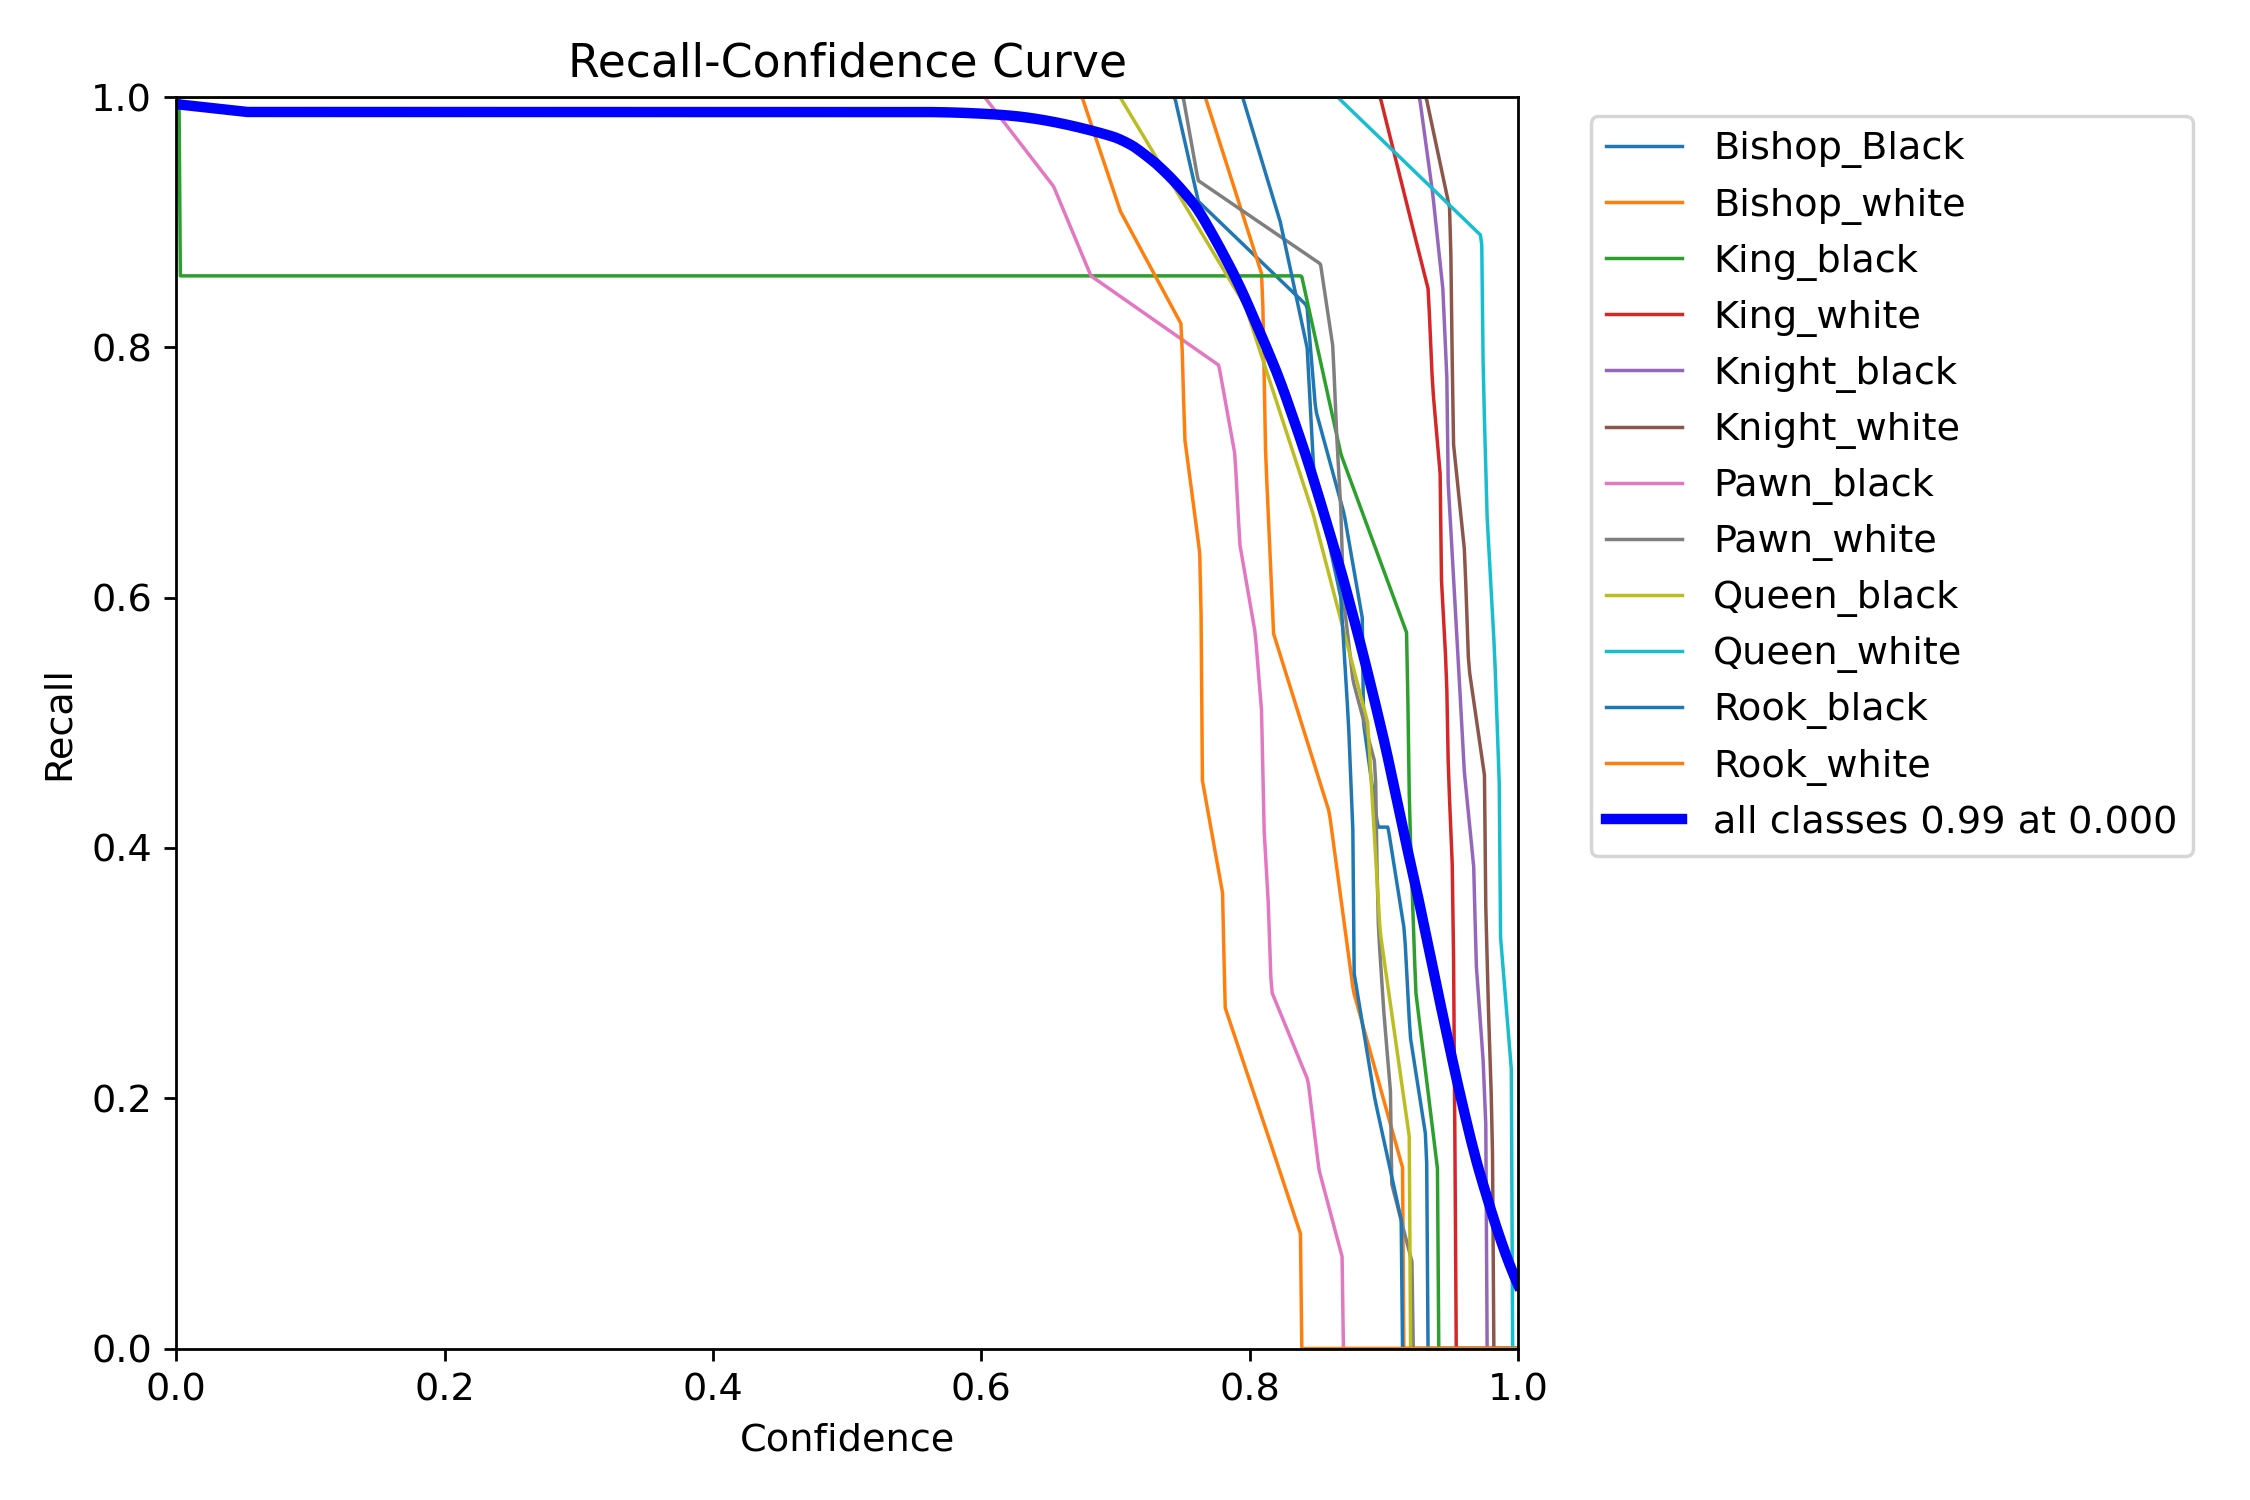 Recall-Confidence Curve
1.0
0.8
0.6
0.4
0.2
0.0
Recall
0.0 0.2 0.4 0.6 0.8 1.0
Confidence
Bishop_Black
Bishop_white
King_black
King_white
Knight_black
Knight_white
Pawn_black
Pawn_white
Queen_black
Queen_white
Rook_black
Rook_white
all classes 0.99 at 0.000